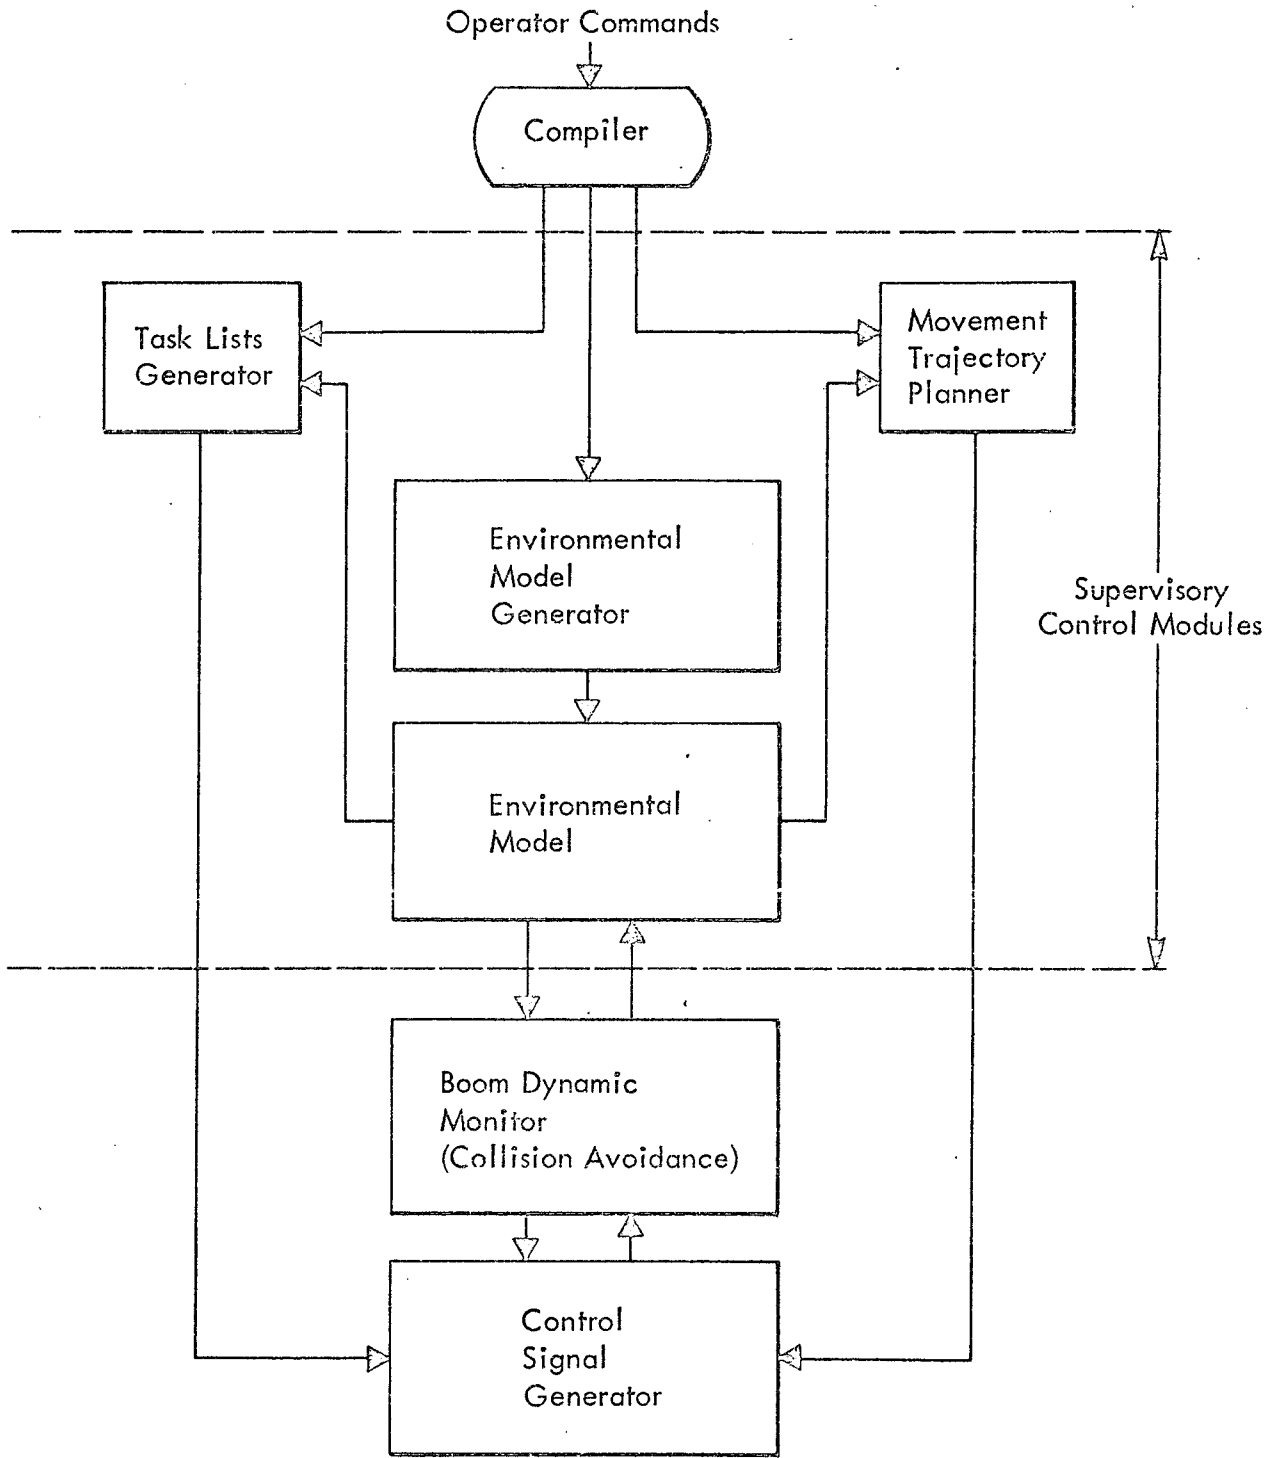 Operator Commands
Compiler
Task Lists
Generator
Movement
Trajectory
Planner
Environmental
Model
Generator
Supervisory
Control Modules
Environmental
Model
Boom Dynamic
Monitor
(Collision Avoidance)
Control
Signal
Generator